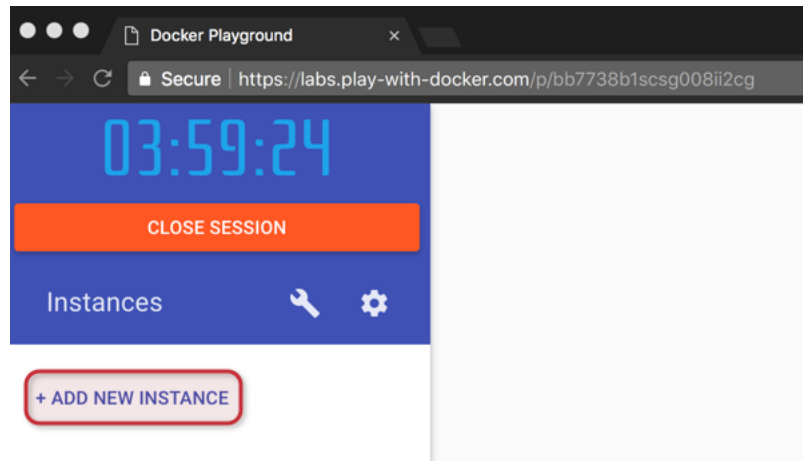 Docker Playground
Secure https://labs.play-with-docker.com/p/bb7738b1scsg008ii2cg
03:59:24
CLOSE SESSION
Instances
+ ADD NEW INSTANCE